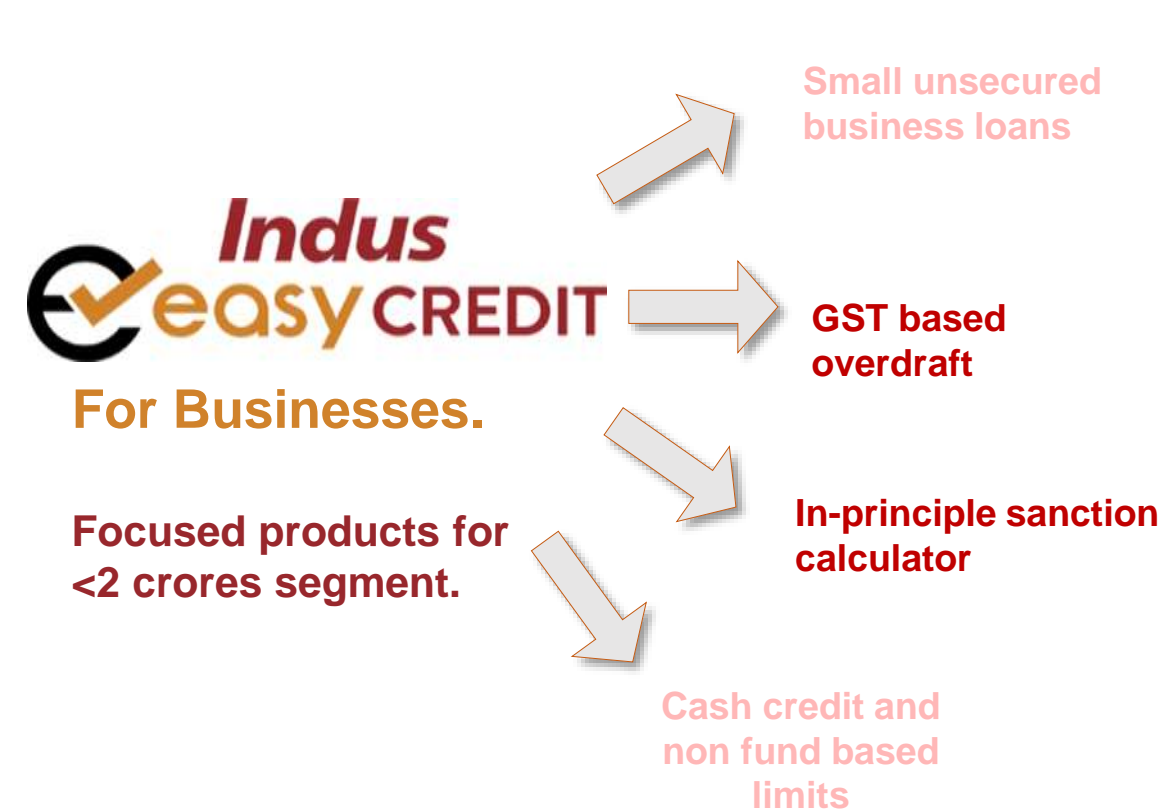 Indus
easy CREDIT
For Businesses.
Focused products for
<2 crores segment.
Small unsecured
business loans
GST based
overdraft
In-principle sanction
calculator
Cash credit and
non fund based
limits